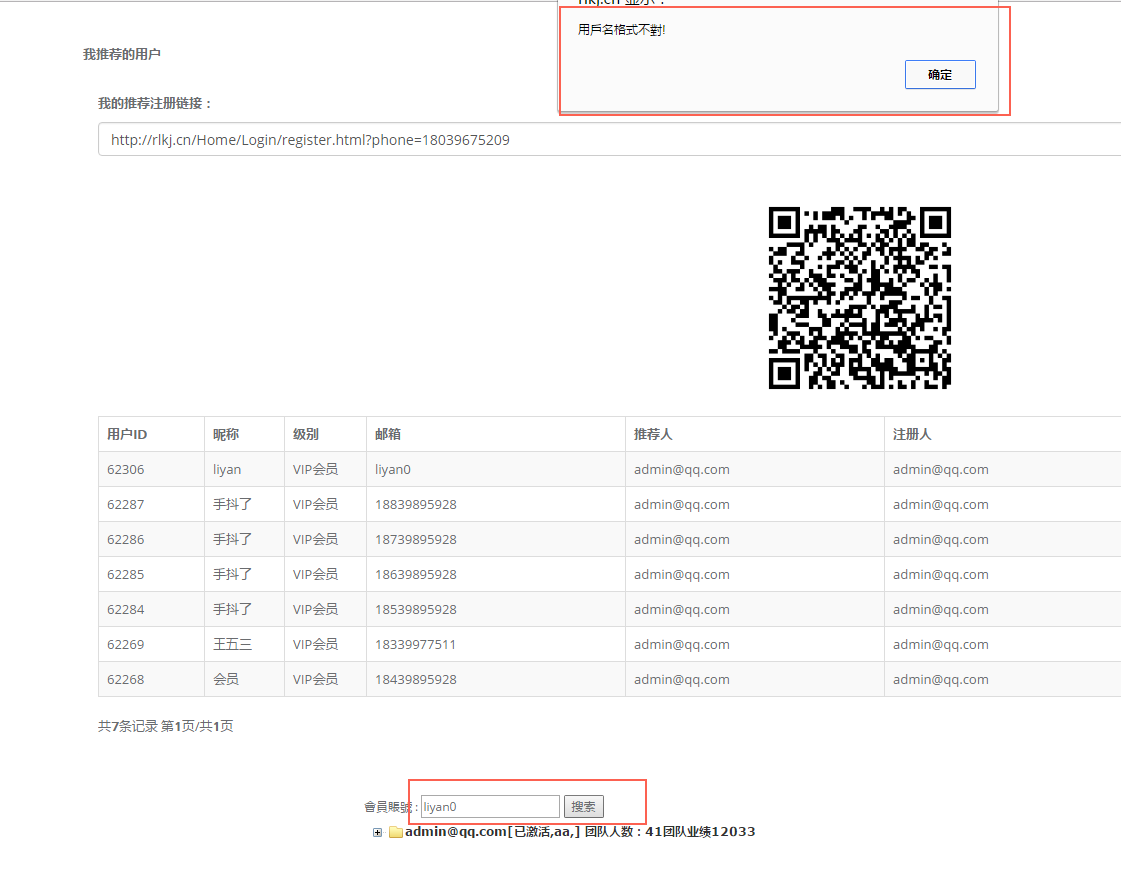 rlkj.cn 显示：
用戶名格式不對!
确定
我推荐的用户
我的推荐注册链接：
http://rlkj.cn/Home/Login/register.html?phone=18039675209
用户ID 昵称 级别 邮箱 推荐人 注册人
62306 liyan VIP会员 liyan0 admin@qq.com admin@qq.com
62287 手抖了 VIP会员 18839895928 admin@qq.com admin@qq.com
62286 手抖了 VIP会员 18739895928 admin@qq.com admin@qq.com
62285 手抖了 VIP会员 18639895928 admin@qq.com admin@qq.com
62284 手抖了 VIP会员 18539895928 admin@qq.com admin@qq.com
62269 王五三 VIP会员 18339977511 admin@qq.com admin@qq.com
62268 会员 VIP会员 18439895928 admin@qq.com admin@qq.com
共7条记录 第1页/共1页
會員賬號 : liyan0 搜索
admin@qq.com[已激活,aa,] 团队人数：41团队业绩12033